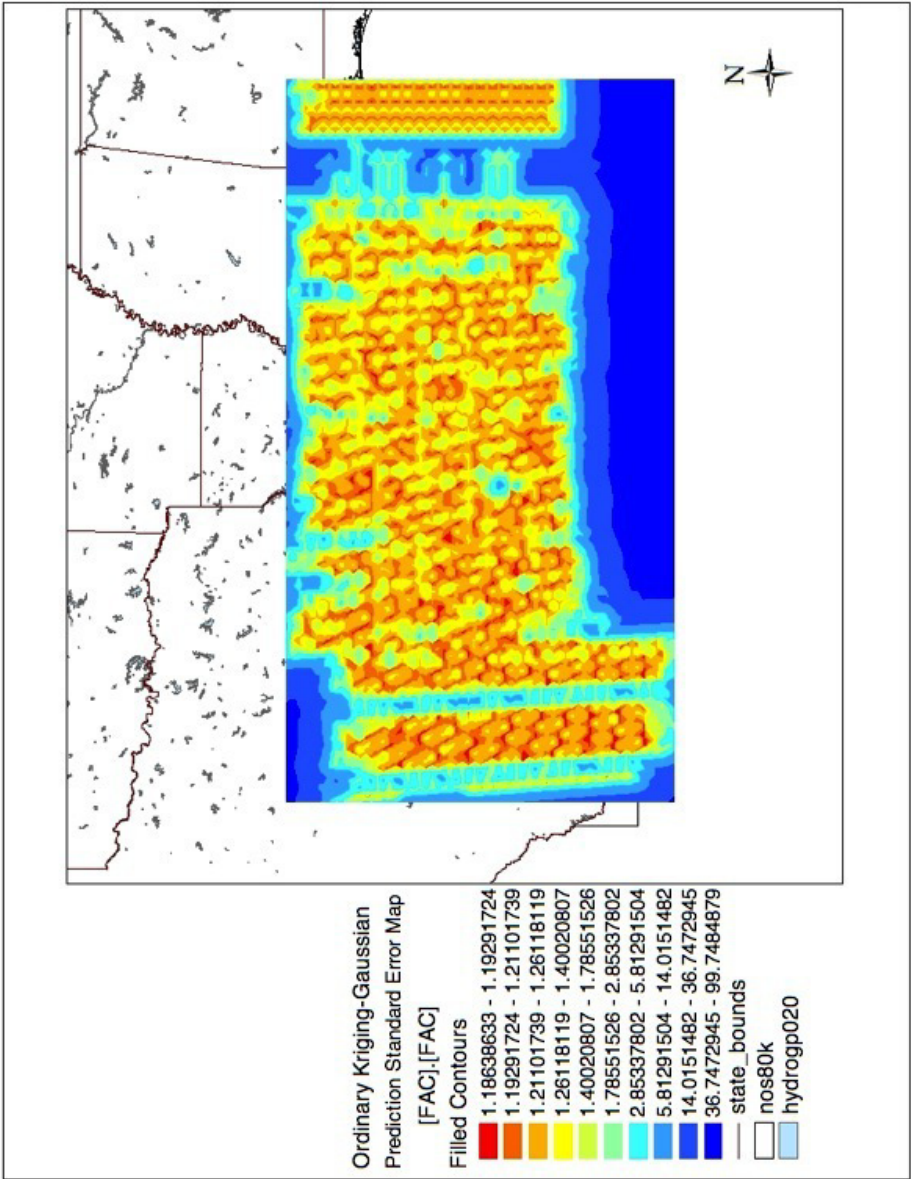 Ordinary Kriging-Gaussian
Prediction Standard Error Map
[FAC].[FAC]
Filled Contours
1.18638633 - 1.19291724
1.19291724 - 1.21101739
1.21101739 - 1.26118119
1.26118119 - 1.40020807
1.40020807 - 1.78551526
1.78551526 - 2.85337802
2.85337802 - 5.81291504
5.81291504 - 14.0151482
14.0151482 - 36.7472945
36.7472945 - 99.7484879
state_bounds
nos80k
hydrogp020
N